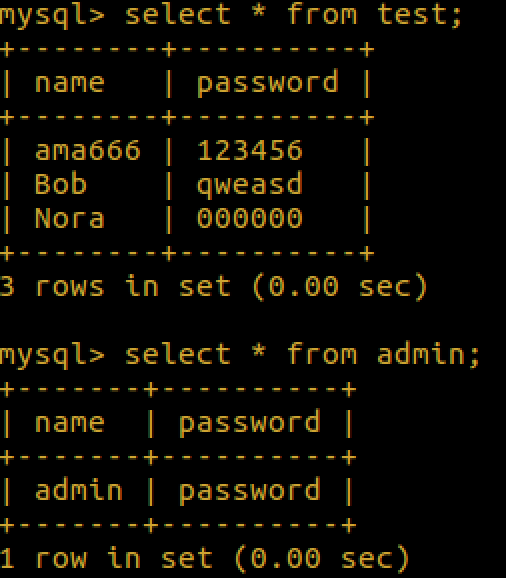 mysql> select * from test;
+--------+----------+
| name   | password |
+--------+----------+
| ama666 | 123456   |
| Bob    | qweasd   |
| Nora   | 000000   |
+--------+----------+
3 rows in set (0.00 sec)

mysql> select * from admin;
+-------+----------+
| name  | password |
+-------+----------+
| admin | password |
+-------+----------+
1 row in set (0.00 sec)